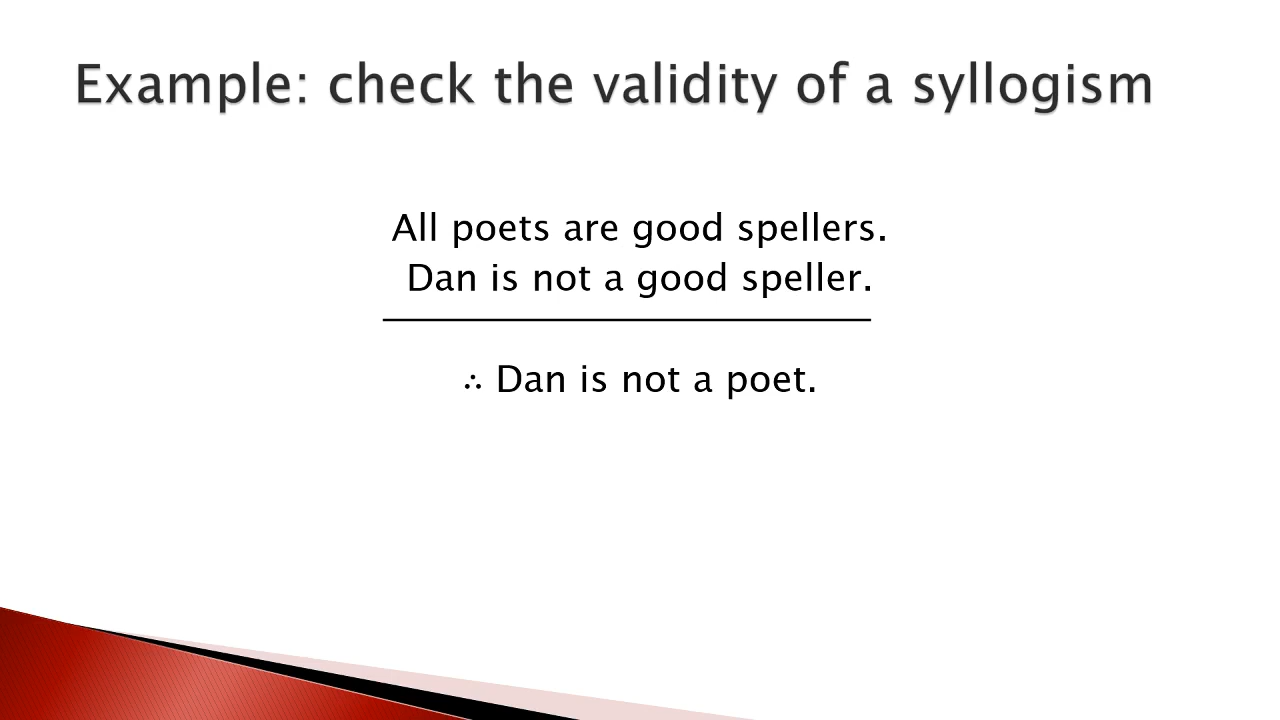 Example: check the validity of a syllogism
All poets are good spellers.
Dan is not a good speller.
∴ Dan is not a poet.